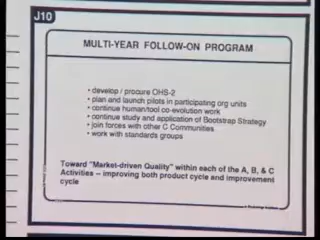 J10
MULTI-YEAR FOLLOW-ON PROGRAM
• develop / procure OHS-2
• plan and launch pilots in participating org units
• continue human/tool co-evolution work
• continue study and application of Bootstrap Strategy
• join forces with other C Communities
• work with standards groups
Toward "Market-driven Quality" within each of the A, B, & C
Activities -- improving both product cycle and improvement
cycle